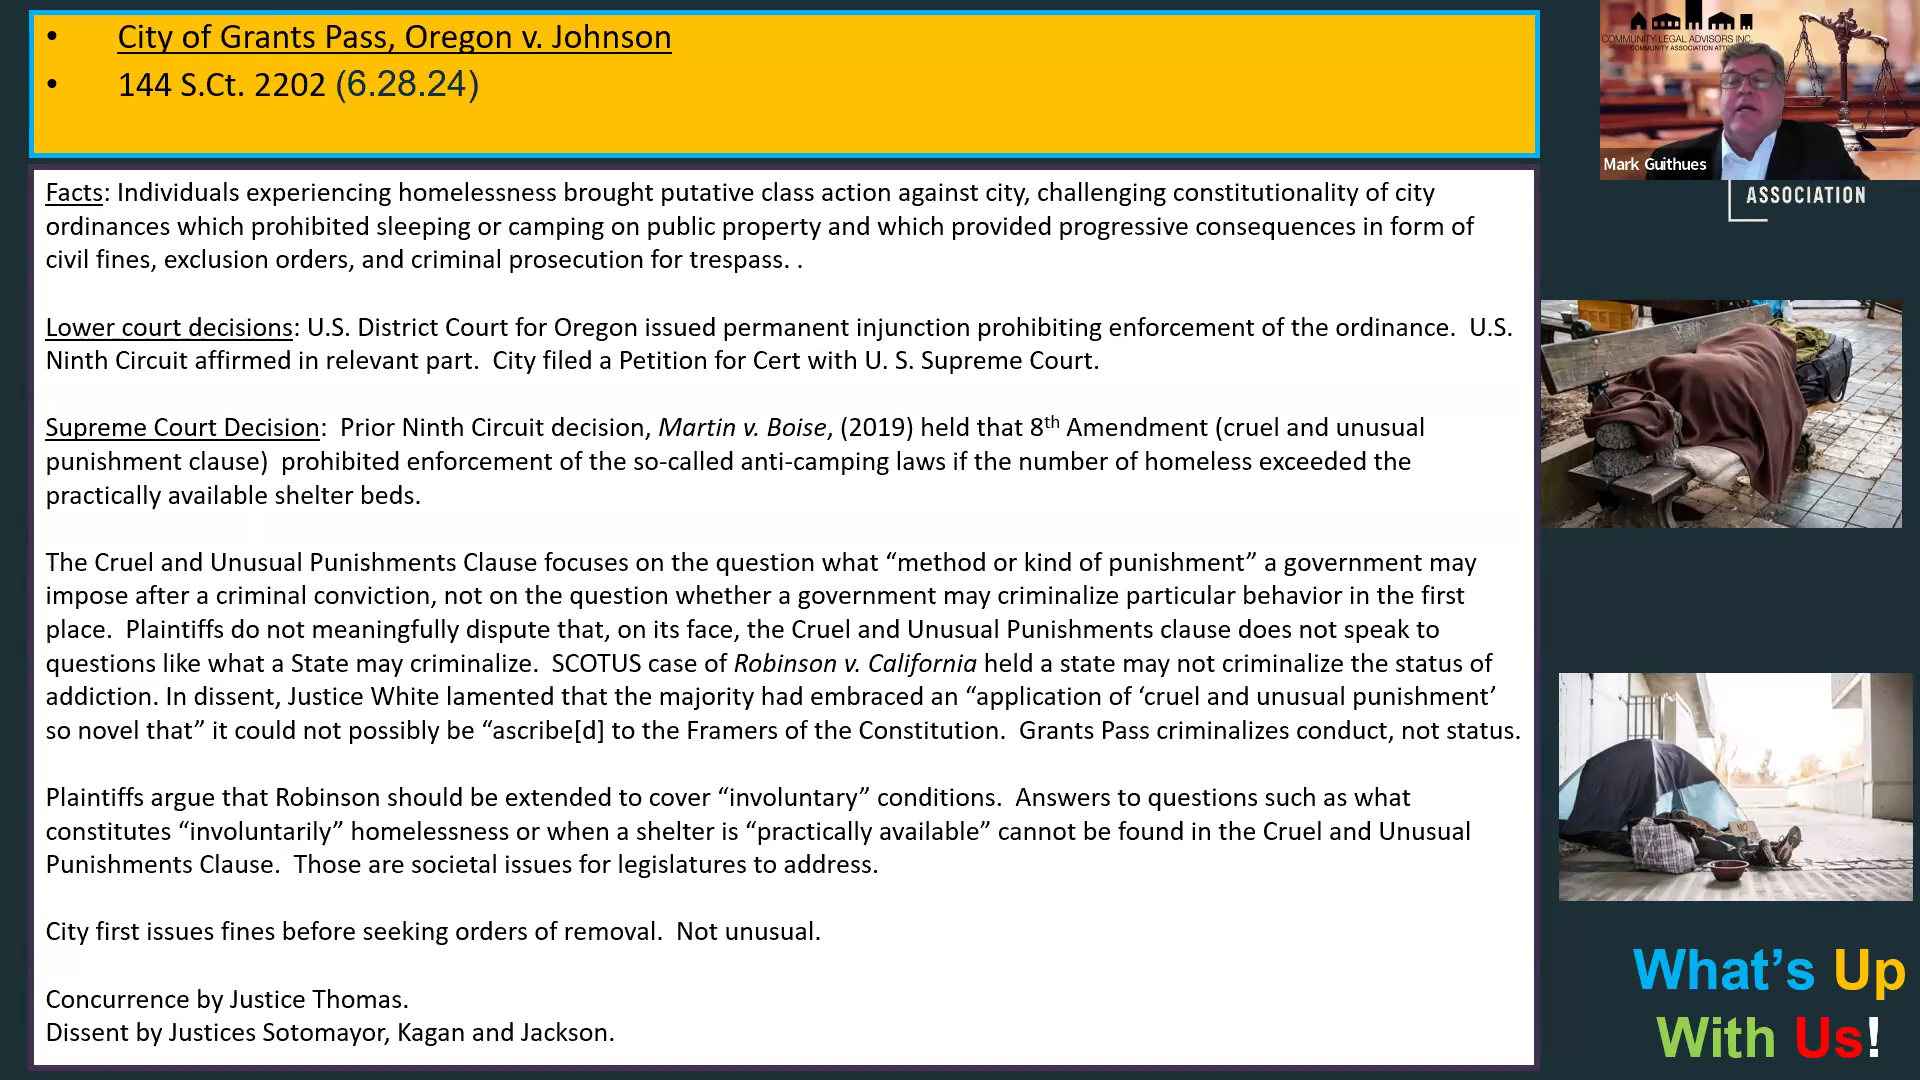 • City of Grants Pass, Oregon v. Johnson
• 144 S.Ct. 2202 (6.28.24)
COMMUNITY LEGAL ADVISORS INC.
Mark Guithues
ASSOCIATION
Facts: Individuals experiencing homelessness brought putative class action against city, challenging constitutionality of city
ordinances which prohibited sleeping or camping on public property and which provided progressive consequences in form of
civil fines, exclusion orders, and criminal prosecution for trespass. .
Lower court decisions: U.S. District Court for Oregon issued permanent injunction prohibiting enforcement of the ordinance.  U.S.
Ninth Circuit affirmed in relevant part.  City filed a Petition for Cert with U. S. Supreme Court.
Supreme Court Decision:  Prior Ninth Circuit decision, Martin v. Boise, (2019) held that 8th Amendment (cruel and unusual
punishment clause)  prohibited enforcement of the so-called anti-camping laws if the number of homeless exceeded the
practically available shelter beds.
The Cruel and Unusual Punishments Clause focuses on the question what “method or kind of punishment” a government may
impose after a criminal conviction, not on the question whether a government may criminalize particular behavior in the first
place.  Plaintiffs do not meaningfully dispute that, on its face, the Cruel and Unusual Punishments clause does not speak to
questions like what a State may criminalize.  SCOTUS case of Robinson v. California held a state may not criminalize the status of
addiction. In dissent, Justice White lamented that the majority had embraced an “application of ‘cruel and unusual punishment’
so novel that” it could not possibly be “ascribe[d] to the Framers of the Constitution.  Grants Pass criminalizes conduct, not status.
Plaintiffs argue that Robinson should be extended to cover “involuntary” conditions.  Answers to questions such as what
constitutes “involuntarily” homelessness or when a shelter is “practically available” cannot be found in the Cruel and Unusual
Punishments Clause.  Those are societal issues for legislatures to address.
City first issues fines before seeking orders of removal.  Not unusual.
Concurrence by Justice Thomas.
Dissent by Justices Sotomayor, Kagan and Jackson.
What’s Up
With Us!